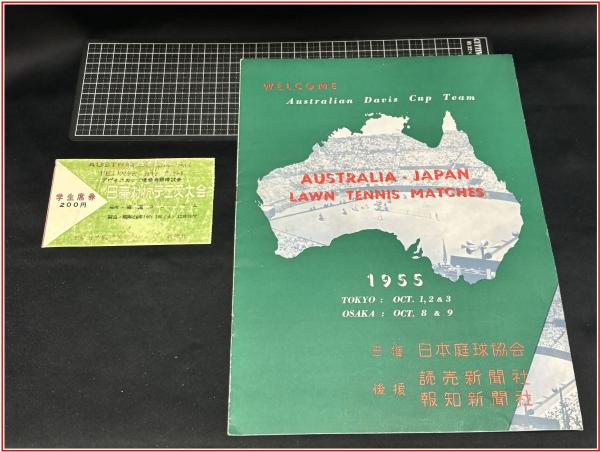 WELCOME
Australian Davis Cup Team
AUSTRALIA - JAPAN
LAWN TENNIS MATCHES
1955
TOKYO : OCT. 1, 2 & 3
OSAKA : OCT. 8 & 9
主催 日本庭球協会
後援 読売新聞社
報知新聞社
学生席券
200円
日豪対抗テニス大会